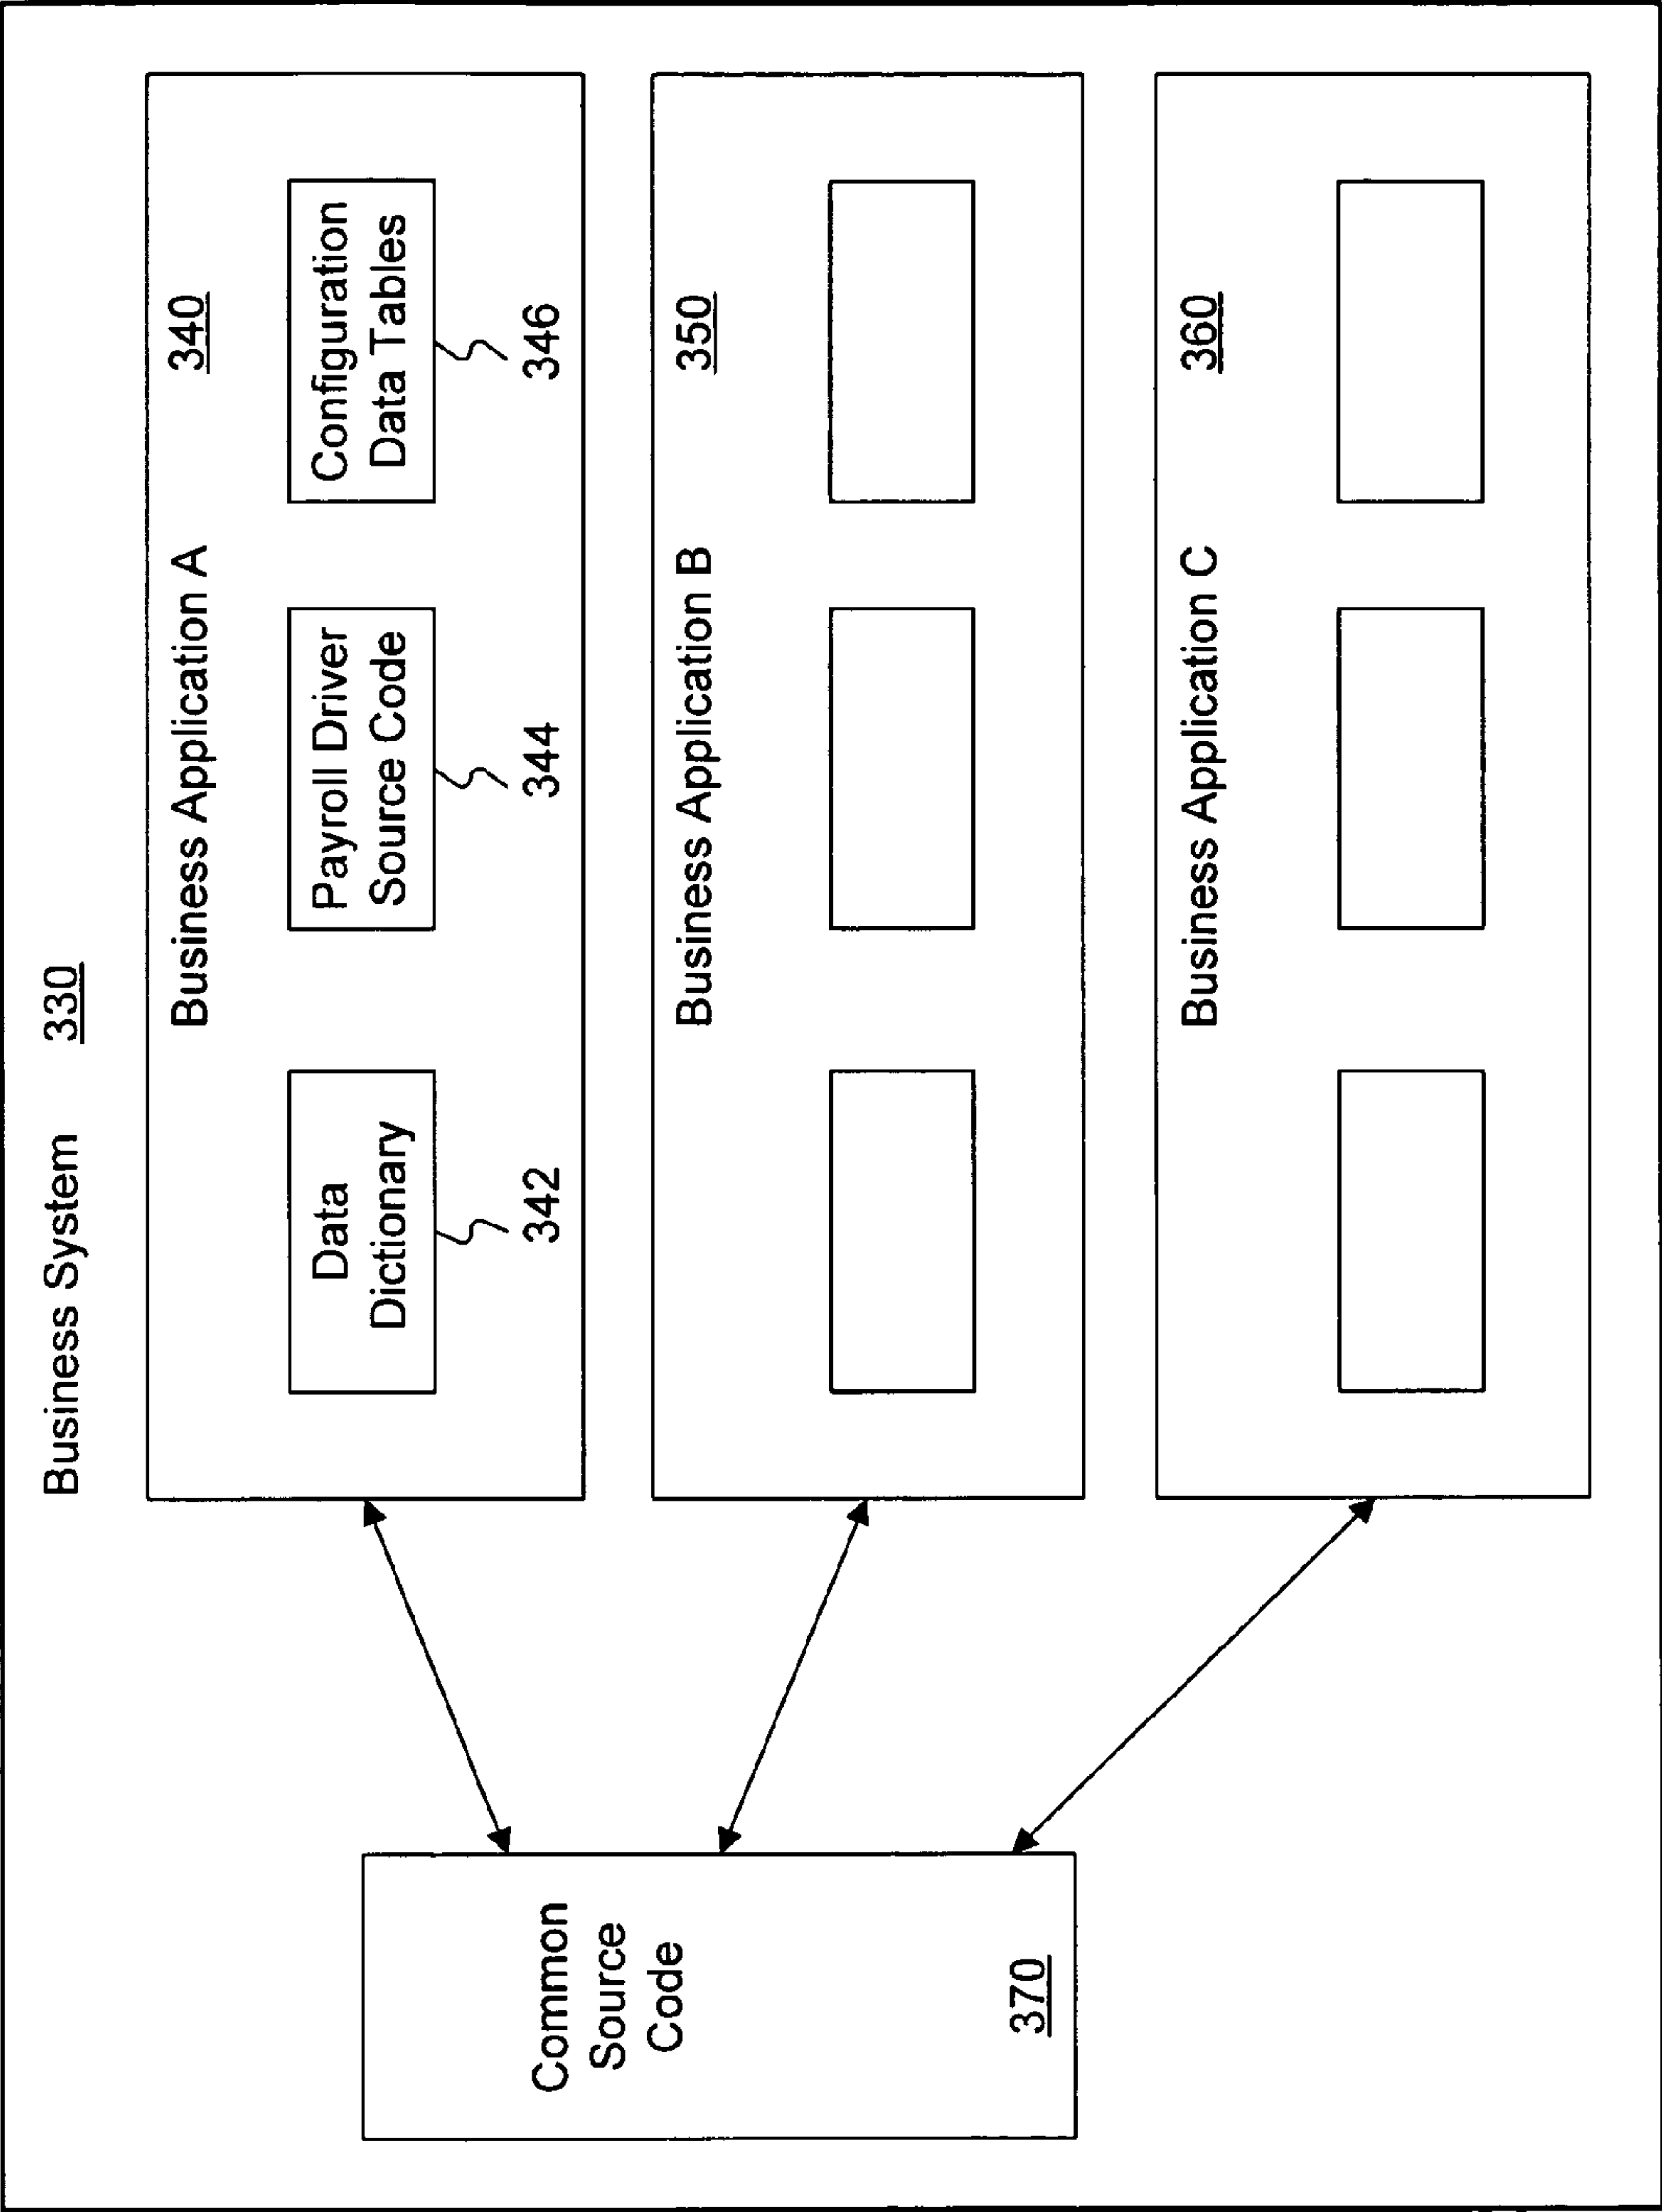 Business System 330
Common
Source
Code
370
Business Application A 340
Data
Dictionary
342
Payroll Driver
Source Code
344
Configuration
Data Tables
346
Business Application B 350
Business Application C 360